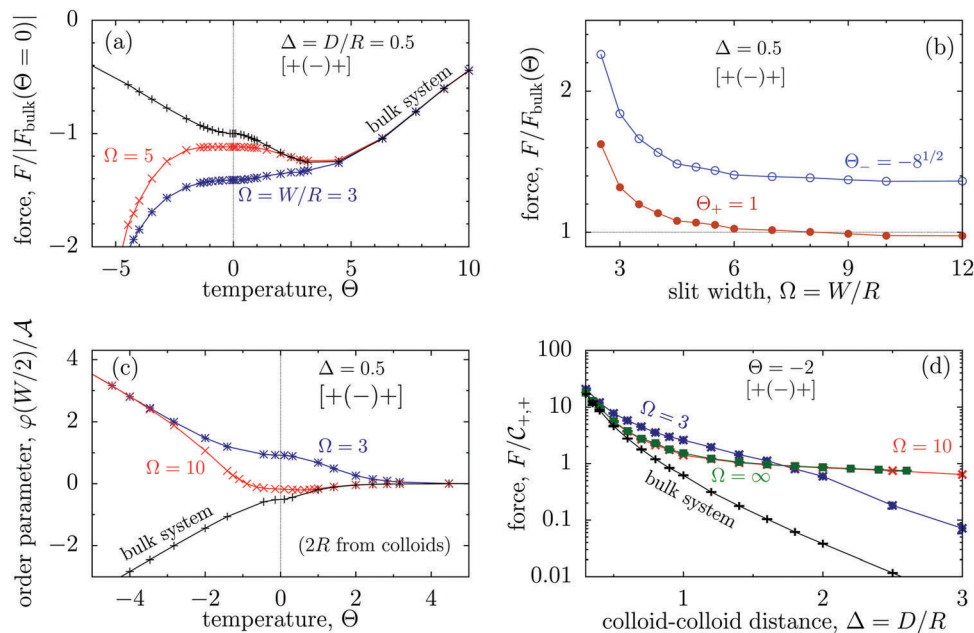 (a)
Δ = D/R = 0.5
[+(−)+]
bulk system
Ω = 5
Ω = W/R = 3
force, F/|F_bulk(Θ = 0)|
0
−1
−2
−5
0
5
10
temperature, Θ
(b)
Δ = 0.5
[+(−)+]
Θ₋ = −8^{1/2}
Θ₊ = 1
force, F/F_bulk(Θ)
2
1
3
6
9
12
slit width, Ω = W/R
(c)
Δ = 0.5
[+(−)+]
Ω = 3
Ω = 10
bulk system
(2R from colloids)
order parameter, φ(W/2)/𝒜
4
2
0
−2
−4
−2
0
2
4
temperature, Θ
(d)
Θ = −2
[+(−)+]
Ω = 3
Ω = 10
Ω = ∞
bulk system
force, F/𝒞₊,₊
100
10
1
0.1
0.01
1
2
3
colloid-colloid distance, Δ = D/R